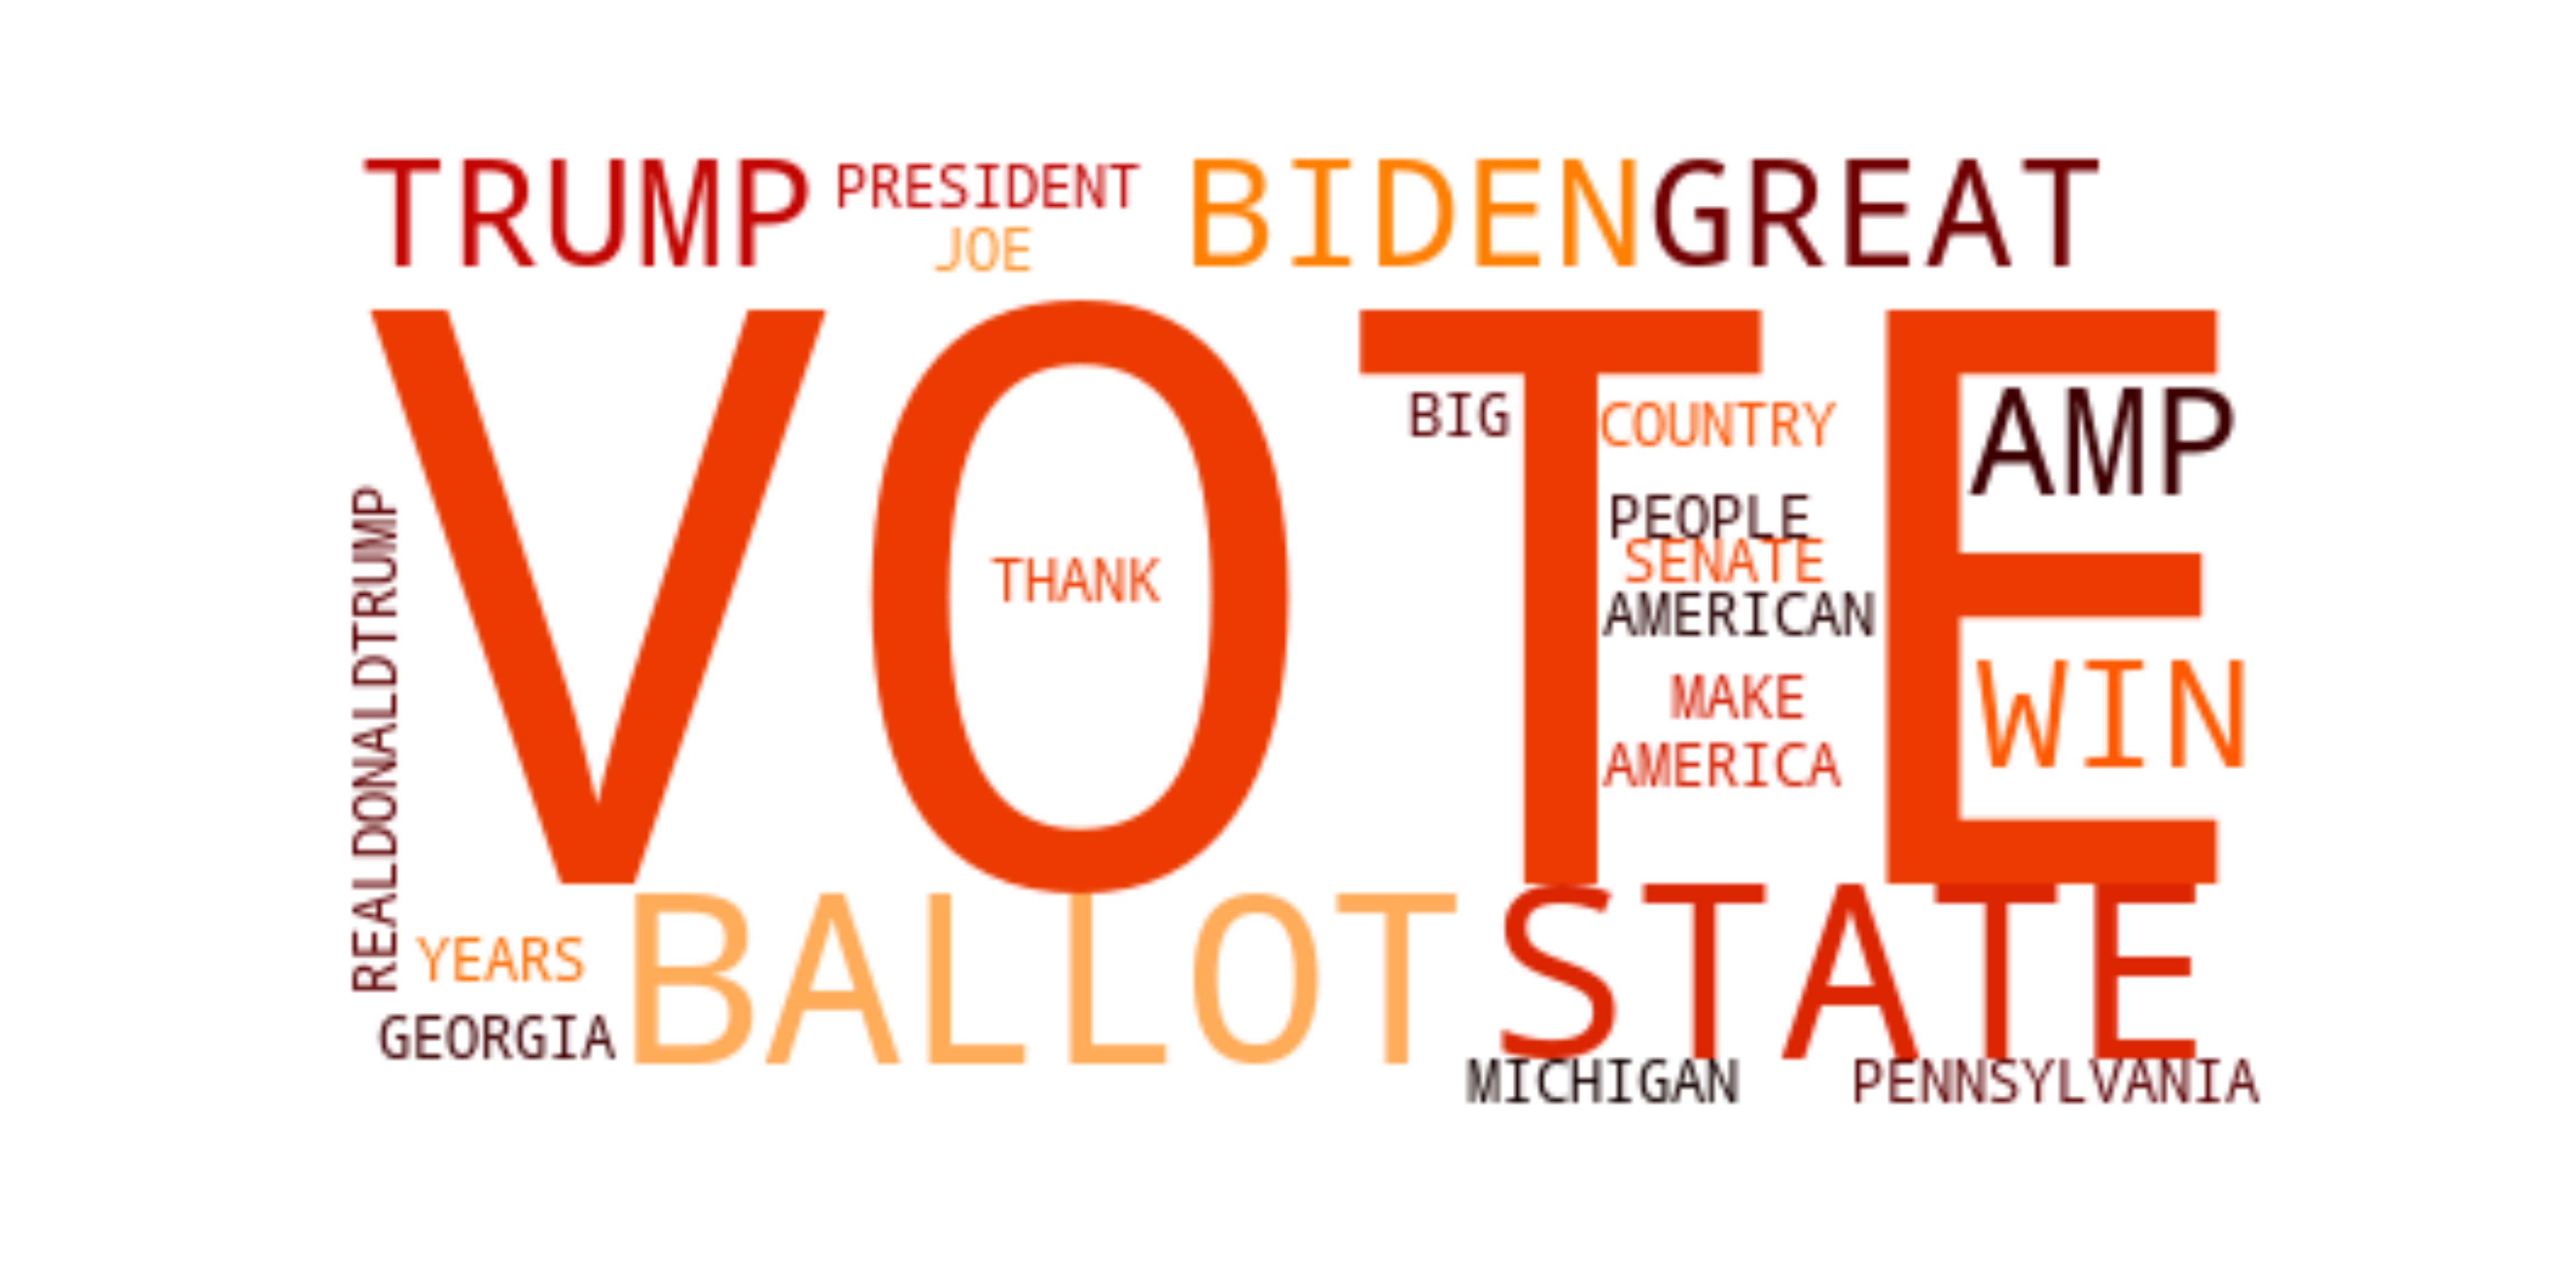 TRUMP PRESIDENT BIDEN GREAT
JOE
VOTE
BIG COUNTRY AMP
PEOPLE
THANK SENATE
AMERICAN
MAKE WIN
AMERICA
REALDONALDTRUMP
BALLOT STATE
YEARS
GEORGIA
MICHIGAN PENNSYLVANIA